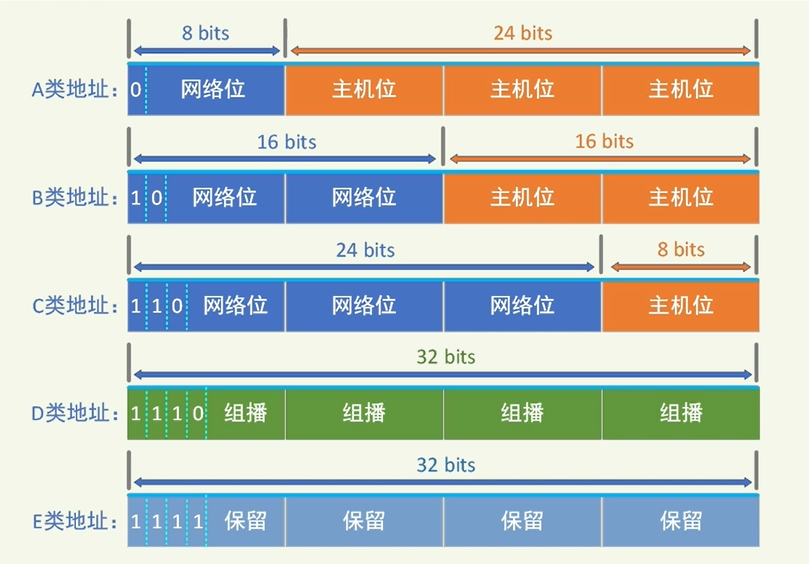 8 bits 24 bits
A类地址： 0 网络位 主机位 主机位 主机位
16 bits 16 bits
B类地址： 1 0 网络位 网络位 主机位 主机位
24 bits 8 bits
C类地址： 1 1 0 网络位 网络位 网络位 主机位
32 bits
D类地址： 1 1 1 0 组播 组播 组播 组播
32 bits
E类地址： 1 1 1 1 保留 保留 保留 保留